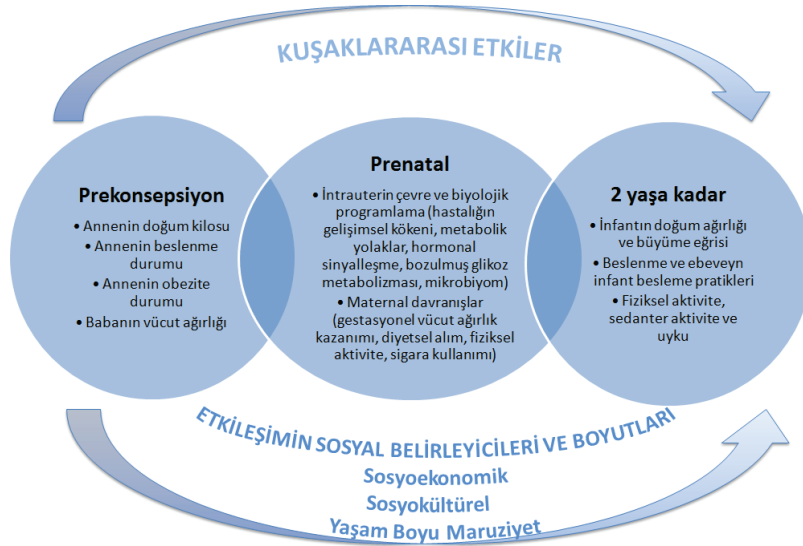 KUŞAKLARARASI ETKİLER
Prekonsepsiyon
• Annenin doğum kilosu
• Annenin beslenme
durumu
• Annenin obezite
durumu
• Babanın vücut ağırlığı
Prenatal
• İntrauterin çevre ve biyolojik
programlama (hastalığın
gelişimsel kökeni, metabolik
yolaklar, hormonal
sinyalleşme, bozulmuş glikoz
metabolizması, mikrobiyom)
• Maternal davranışlar
(gestasyonel vücut ağırlık
kazanımı, diyetsel alım, fiziksel
aktivite, sigara kullanımı)
2 yaşa kadar
• İnfantın doğum ağırlığı
ve büyüme eğrisi
• Beslenme ve ebeveyn
infant besleme pratikleri
• Fiziksel aktivite,
sedanter aktivite ve
uyku
ETKİLEŞİMİN SOSYAL BELİRLEYİCİLERİ VE BOYUTLARI
Sosyoekonomik
Sosyokültürel
Yaşam Boyu Maruziyet